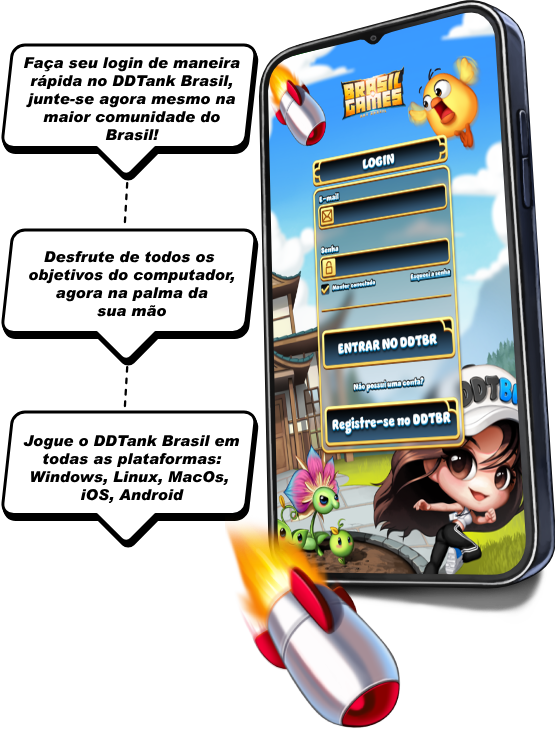 Faça seu login de maneira
rápida no DDTank Brasil,
junte-se agora mesmo na
maior comunidade do
Brasil!
Desfrute de todos os
objetivos do computador,
agora na palma da
sua mão
Jogue o DDTank Brasil em
todas as plataformas:
Windows, Linux, MacOs,
iOS, Android
BRASIL
GAMES
LOGIN
E-mail
Senha
Manter conectado
Esqueci a senha
ENTRAR NO DDTBR
Não possui uma conta?
Registre-se no DDTBR
DDTB